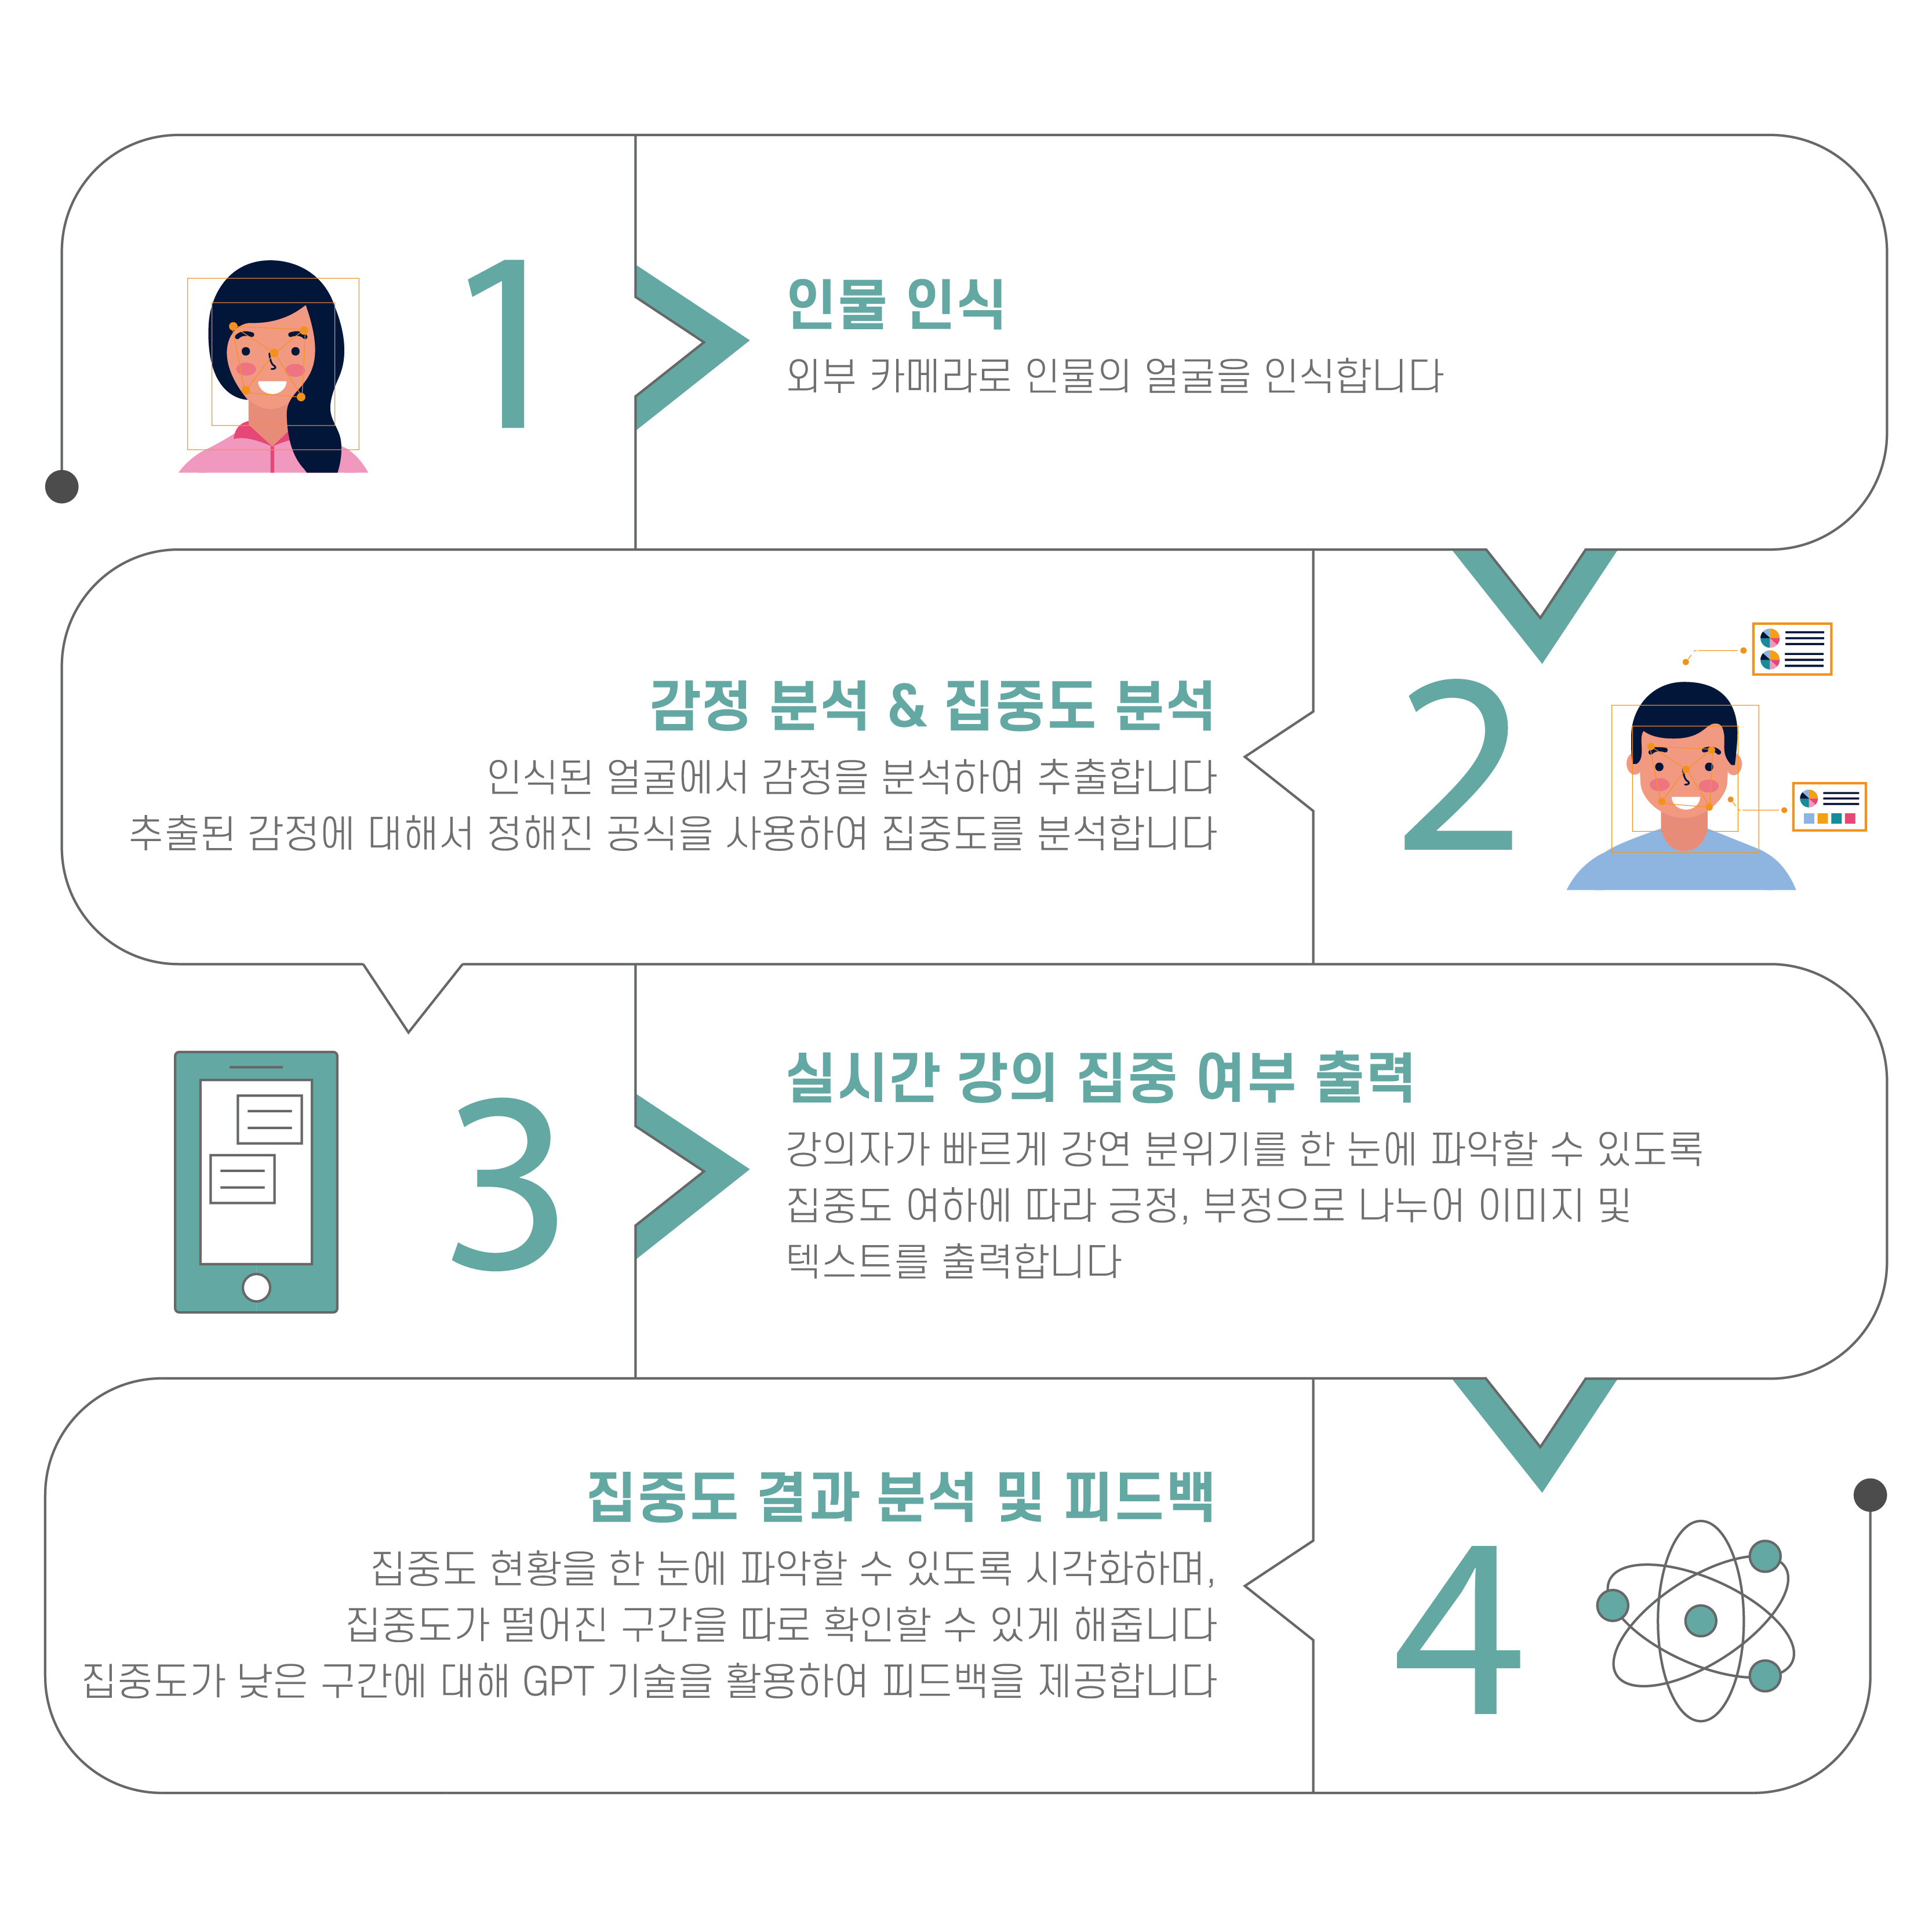 1
인물 인식
외부 카메라로 인물의 얼굴을 인식합니다
감정 분석 & 집중도 분석
인식된 얼굴에서 감정을 분석하여 추출합니다
추출된 감정에 대해서 정해진 공식을 사용하여 집중도를 분석합니다
2
3
실시간 강의 집중 여부 출력
강의자가 빠르게 강연 분위기를 한 눈에 파악할 수 있도록
집중도 여하에 따라 긍정, 부정으로 나누어 이미지 및
텍스트를 출력합니다
집중도 결과 분석 및 피드백
집중도 현황을 한 눈에 파악할 수 있도록 시각화하며,
집중도가 떨어진 구간을 따로 확인할 수 있게 해줍니다
집중도가 낮은 구간에 대해 GPT 기술을 활용하여 피드백을 제공합니다
4